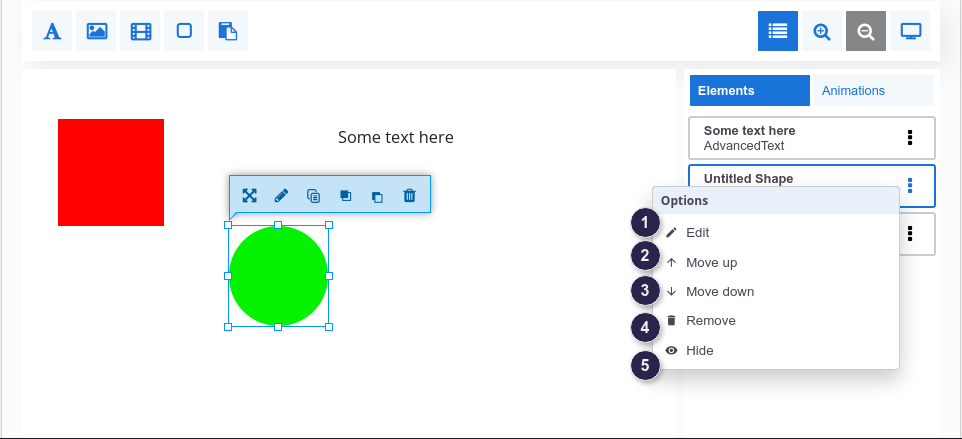 A
Elements
Animations
Some text here
Some text here
AdvancedText
Untitled Shape
Options
1
Edit
2
Move up
3
Move down
4
Remove
5
Hide